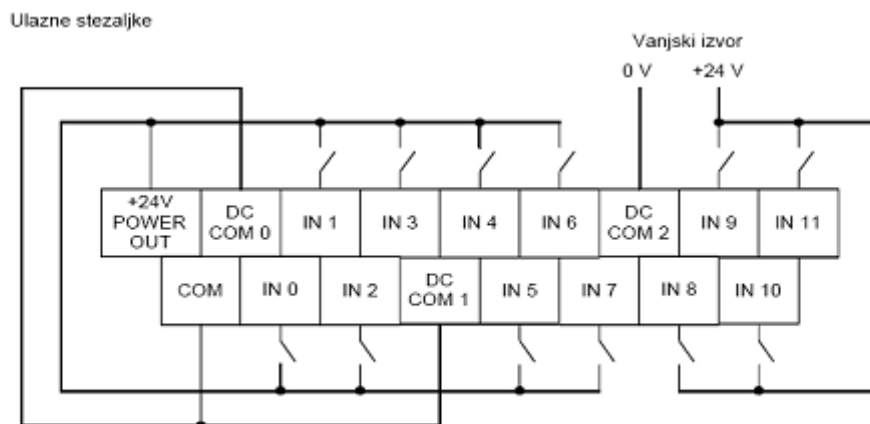 Ulazne stezaljke
Vanjski izvor
0 V +24 V
+24V
POWER
OUT
DC
COM 0
IN 1
IN 3
IN 4
IN 6
DC
COM 2
IN 9
IN 11
COM
IN 0
IN 2
DC
COM 1
IN 5
IN 7
IN 8
IN 10